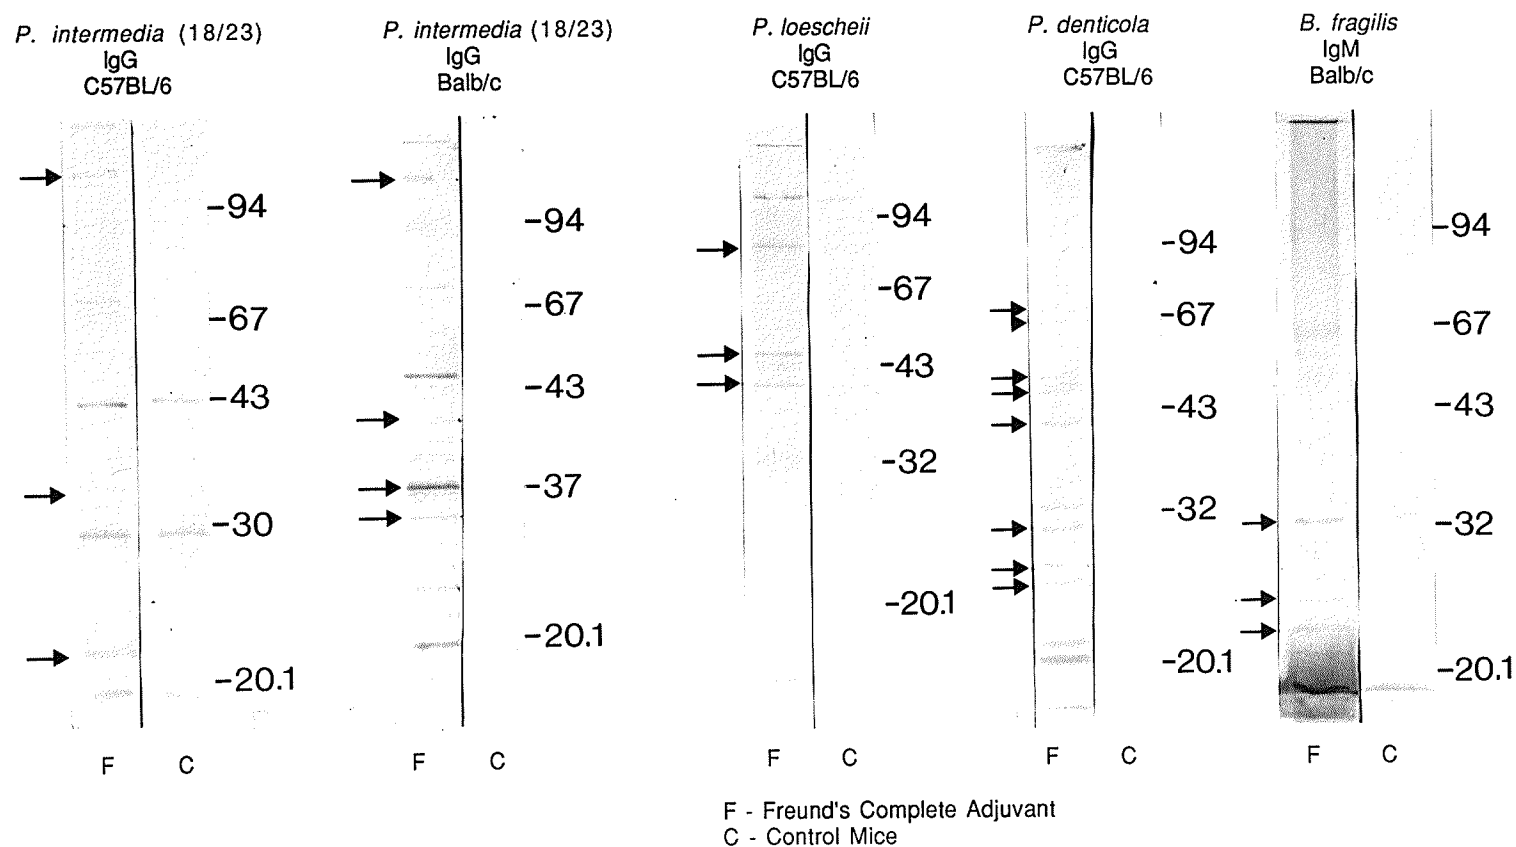 P. intermedia (18/23)
IgG
C57BL/6
-94
-67
-43
-30
-20.1
F C
P. intermedia (18/23)
IgG
Balb/c
-94
-67
-43
-37
-20.1
F C
P. loescheii
IgG
C57BL/6
-94
-67
-43
-32
-20.1
F C
P. denticola
IgG
C57BL/6
-94
-67
-43
-32
-20.1
F C
B. fragilis
IgM
Balb/c
-94
-67
-43
-32
-20.1
F C
F - Freund's Complete Adjuvant
C - Control Mice